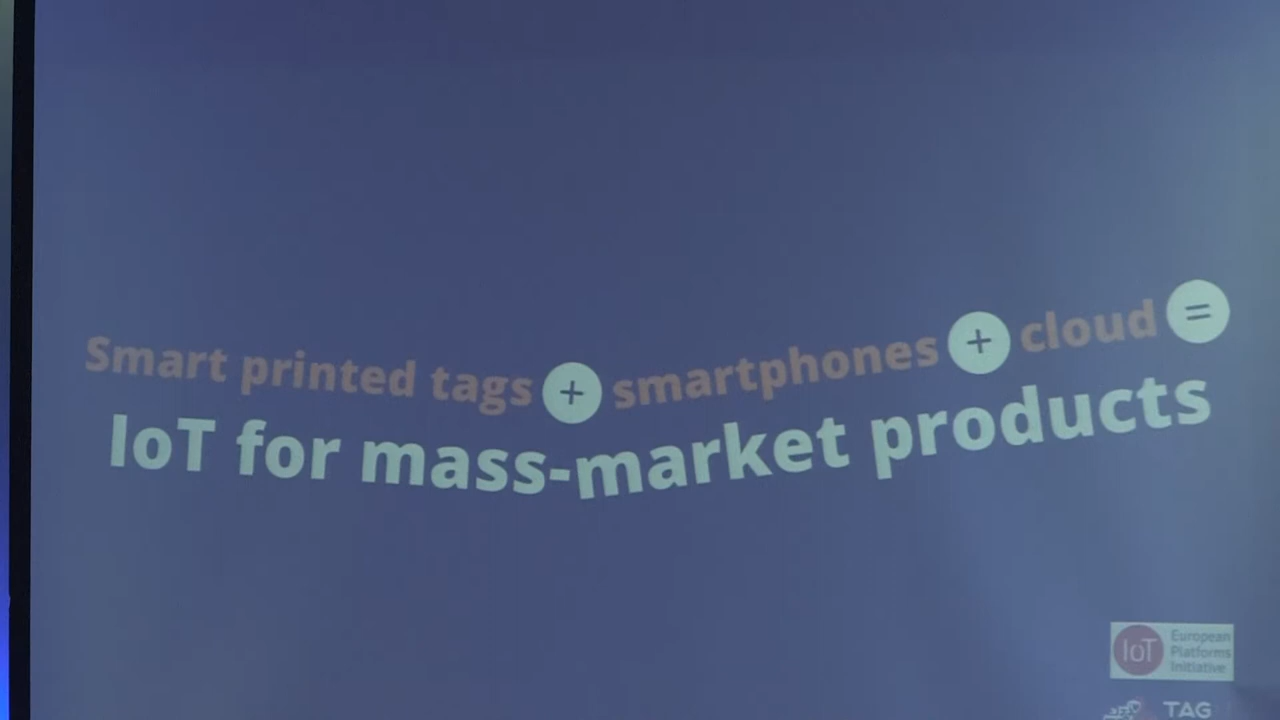 Smart printed tags + smartphones + cloud =
IoT for mass-market products
IoT
European
Platforms
Initiative
TAG